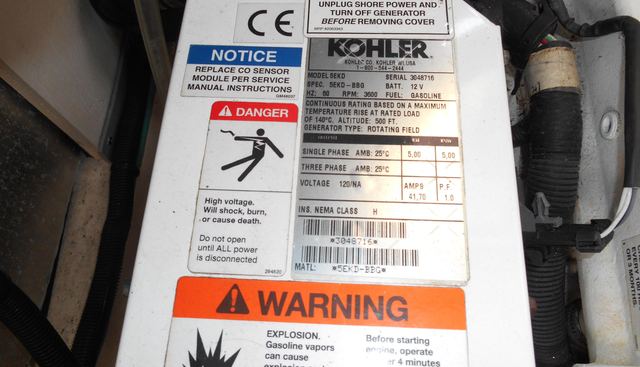 UNPLUG SHORE POWER AND
TURN OFF GENERATOR
BEFORE REMOVING COVER
CE
NOTICE
REPLACE CO SENSOR
MODULE PER SERVICE
MANUAL INSTRUCTIONS
DANGER
High voltage.
Will shock, burn,
or cause death.
Do not open
until ALL power
is disconnected
KOHLER
KOHLER CO. KOHLER WI.USA
1-800-544-2444
MODEL 5EKD SERIAL 3048716
SPEC. 5EKD-BBG BATT. 12 V
HZ: 60 RPM: 3600 FUEL: GASOLINE
CONTINUOUS RATING BASED ON A MAXIMUM
TEMPERATURE RISE AT RATED LOAD
OF 140°C, ALTITUDE: 500 FT.
GENERATOR TYPE: ROTATING FIELD
SINGLE PHASE AMB: 25°C 5,00 5,00
THREE PHASE AMB: 25°C
VOLTAGE 120/NA AMPS P.F.
41,70 1.0
INS. NEMA CLASS H
*3048716*
MATL: *5EKD-BBG*
WARNING
EXPLOSION.
Gasoline vapors
can cause
Before starting
engine, operate
4 minutes